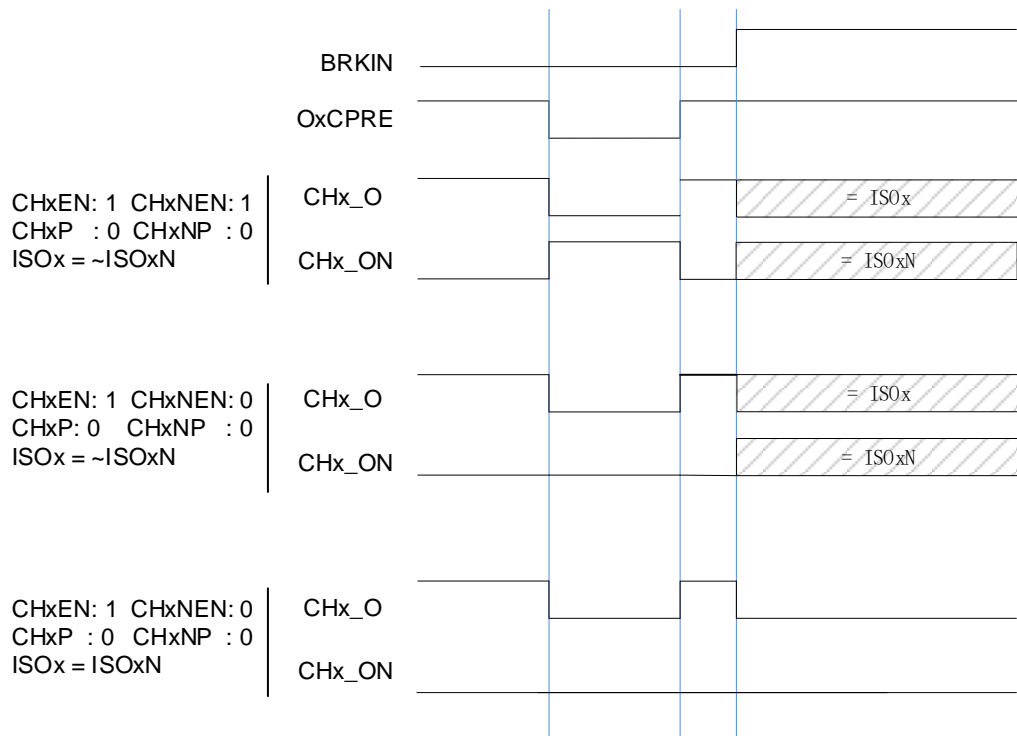 BRKIN
OxCPRE
CHxEN: 1 CHxNEN: 1
CHxP : 0 CHxNP : 0
ISOx = ~ISOxN
CHx_O
= ISOx
CHx_ON
= ISOxN
CHxEN: 1 CHxNEN: 0
CHxP: 0 CHxNP : 0
ISOx = ~ISOxN
CHx_O
= ISOx
CHx_ON
= ISOxN
CHxEN: 1 CHxNEN: 0
CHxP : 0 CHxNP : 0
ISOx = ISOxN
CHx_O
CHx_ON